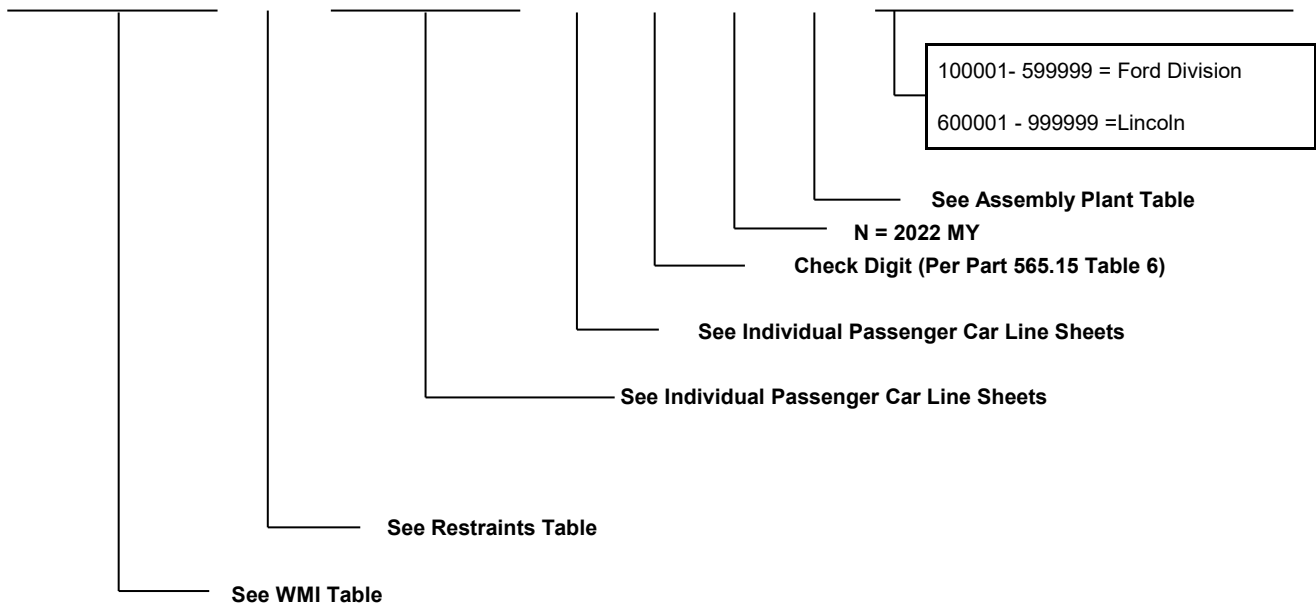 100001- 599999 = Ford Division
600001 - 999999 =Lincoln
See Assembly Plant Table
N = 2022 MY
Check Digit (Per Part 565.15 Table 6)
See Individual Passenger Car Line Sheets
See Individual Passenger Car Line Sheets
See Restraints Table
See WMI Table